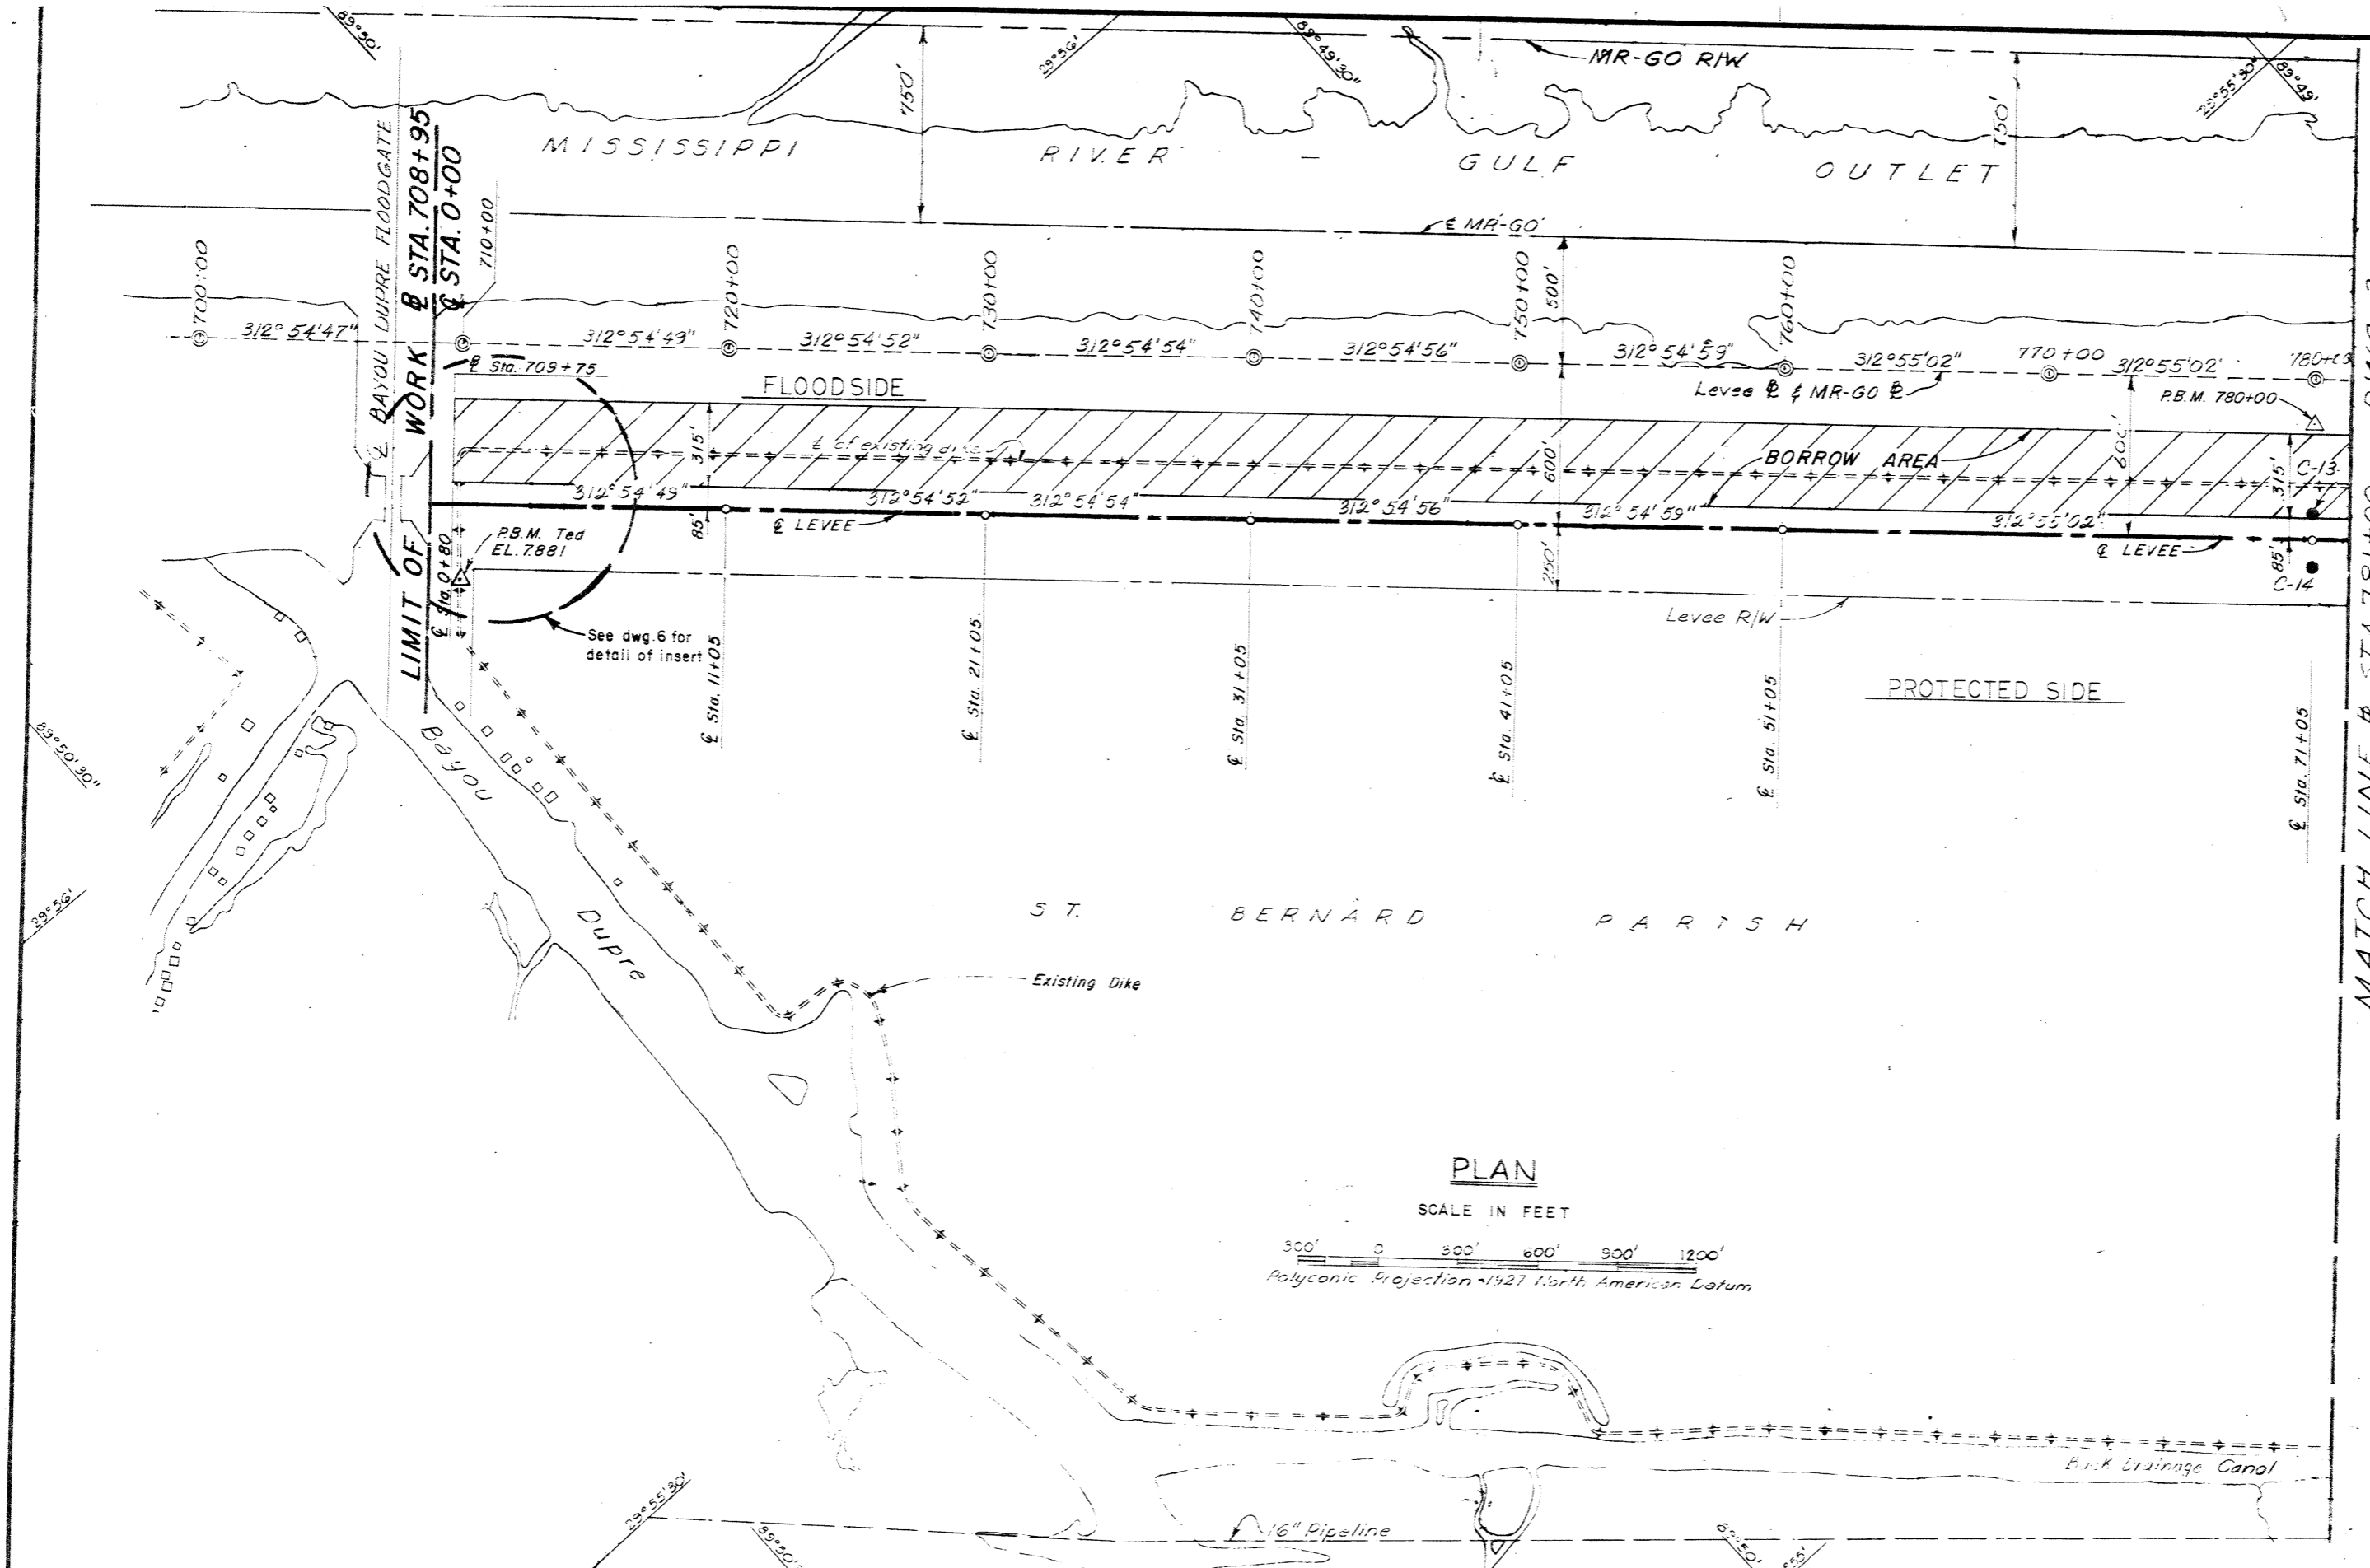 89°50'
29°56'
89°49'30"
MR-GO R/W
29°55'30"
89°49'
750'
750'
MISSISSIPPI RIVER - GULF OUTLET
℄ BAYOU DUPRE FLOODGATE
LIMIT OF WORK
B STA. 708+95
℄ STA. 0+00
710+00
℄ MR-GO
700+00
720+00
730+00
740+00
750+00
500'
760+00
312°54'47"
312°54'49"
312°54'52"
312°54'54"
312°54'56"
312°54'59"
312°55'02"
770+00
312°55'02"
B Sta. 709+75
FLOODSIDE
Levee B & MR-GO B
P.B.M. 780+00
315'
℄ of existing dike
600'
BORROW AREA
600'
315'
C-13
312°54'49"
312°54'52"
312°54'54"
312°54'56"
312°54'59"
312°55'02"
85'
℄ LEVEE
℄ LEVEE
85'
P.B.M. Ted
EL. 7.881
℄ Sta. 0+80
250'
C-14
Levee R/W
See dwg. 6 for
detail of insert
℄ Sta. 11+05
℄ Sta. 21+05
℄ Sta. 31+05
℄ Sta. 41+05
℄ Sta. 51+05
℄ Sta. 71+05
PROTECTED SIDE
MATCH LINE B STA. 781+00
89°50'30"
Bayou Dupre
29°56'
ST. BERNARD PARISH
Existing Dike
PLAN
SCALE IN FEET
300' 0 300' 600' 900' 1200'
Polyconic Projection-1927 North American Datum
Drainage Canal
29°55'30"
16" Pipeline
89°50'